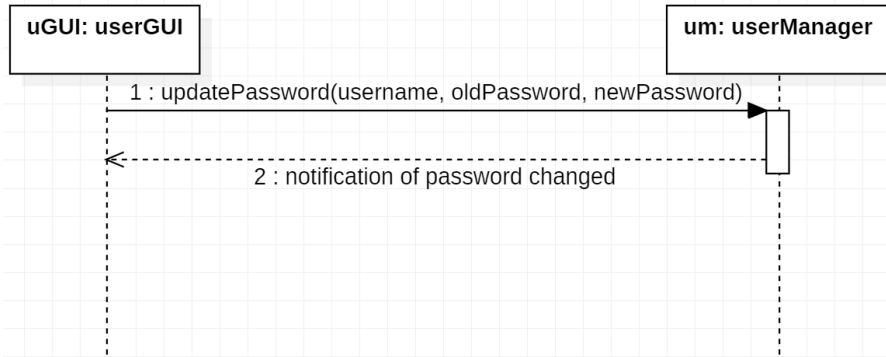 uGUI: userGUI
um: userManager
1 : updatePassword(username, oldPassword, newPassword)
2 : notification of password changed